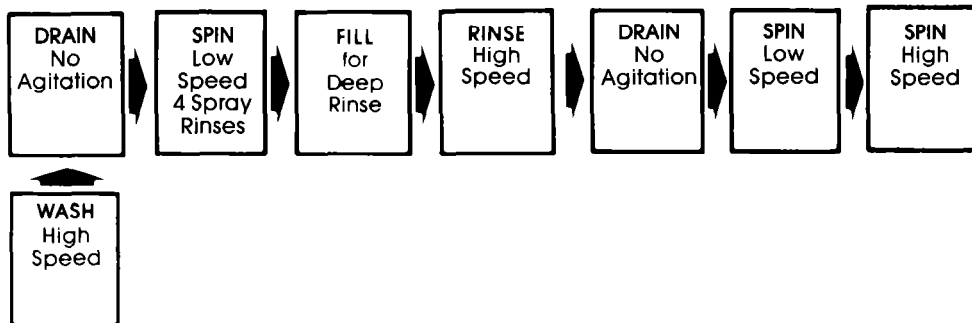 DRAIN
No
Agitation
SPIN
Low
Speed
4 Spray
Rinses
FILL
for
Deep
Rinse
RINSE
High
Speed
DRAIN
No
Agitation
SPIN
Low
Speed
SPIN
High
Speed
WASH
High
Speed